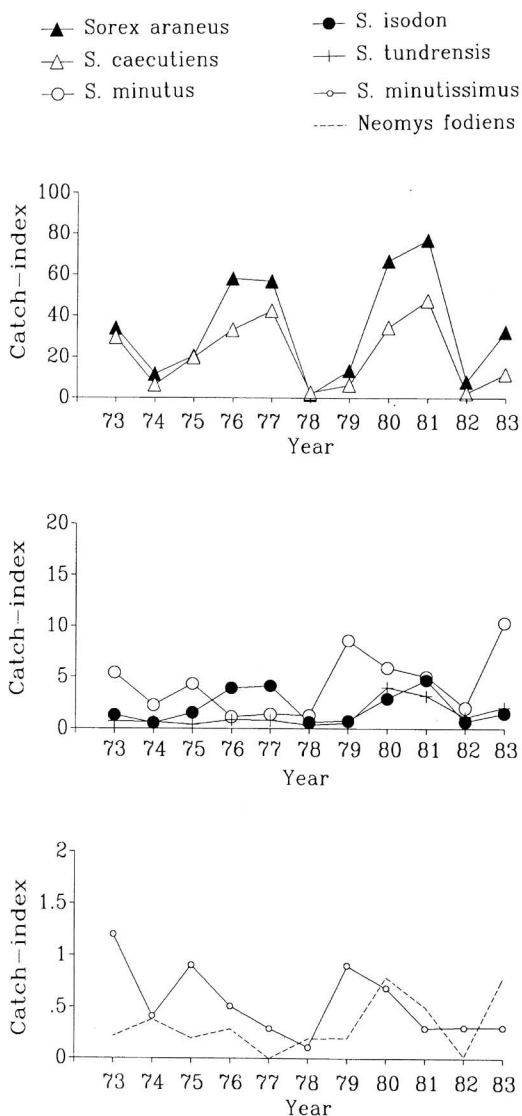 Sorex araneus
S. caecutiens
S. minutus
S. isodon
S. tundrensis
S. minutissimus
Neomys fodiens
Catch-index
100
80
60
40
20
0
73 74 75 76 77 78 79 80 81 82 83
Year
Catch-index
20
15
10
5
0
73 74 75 76 77 78 79 80 81 82 83
Year
Catch-index
2
1.5
1
.5
0
73 74 75 76 77 78 79 80 81 82 83
Year